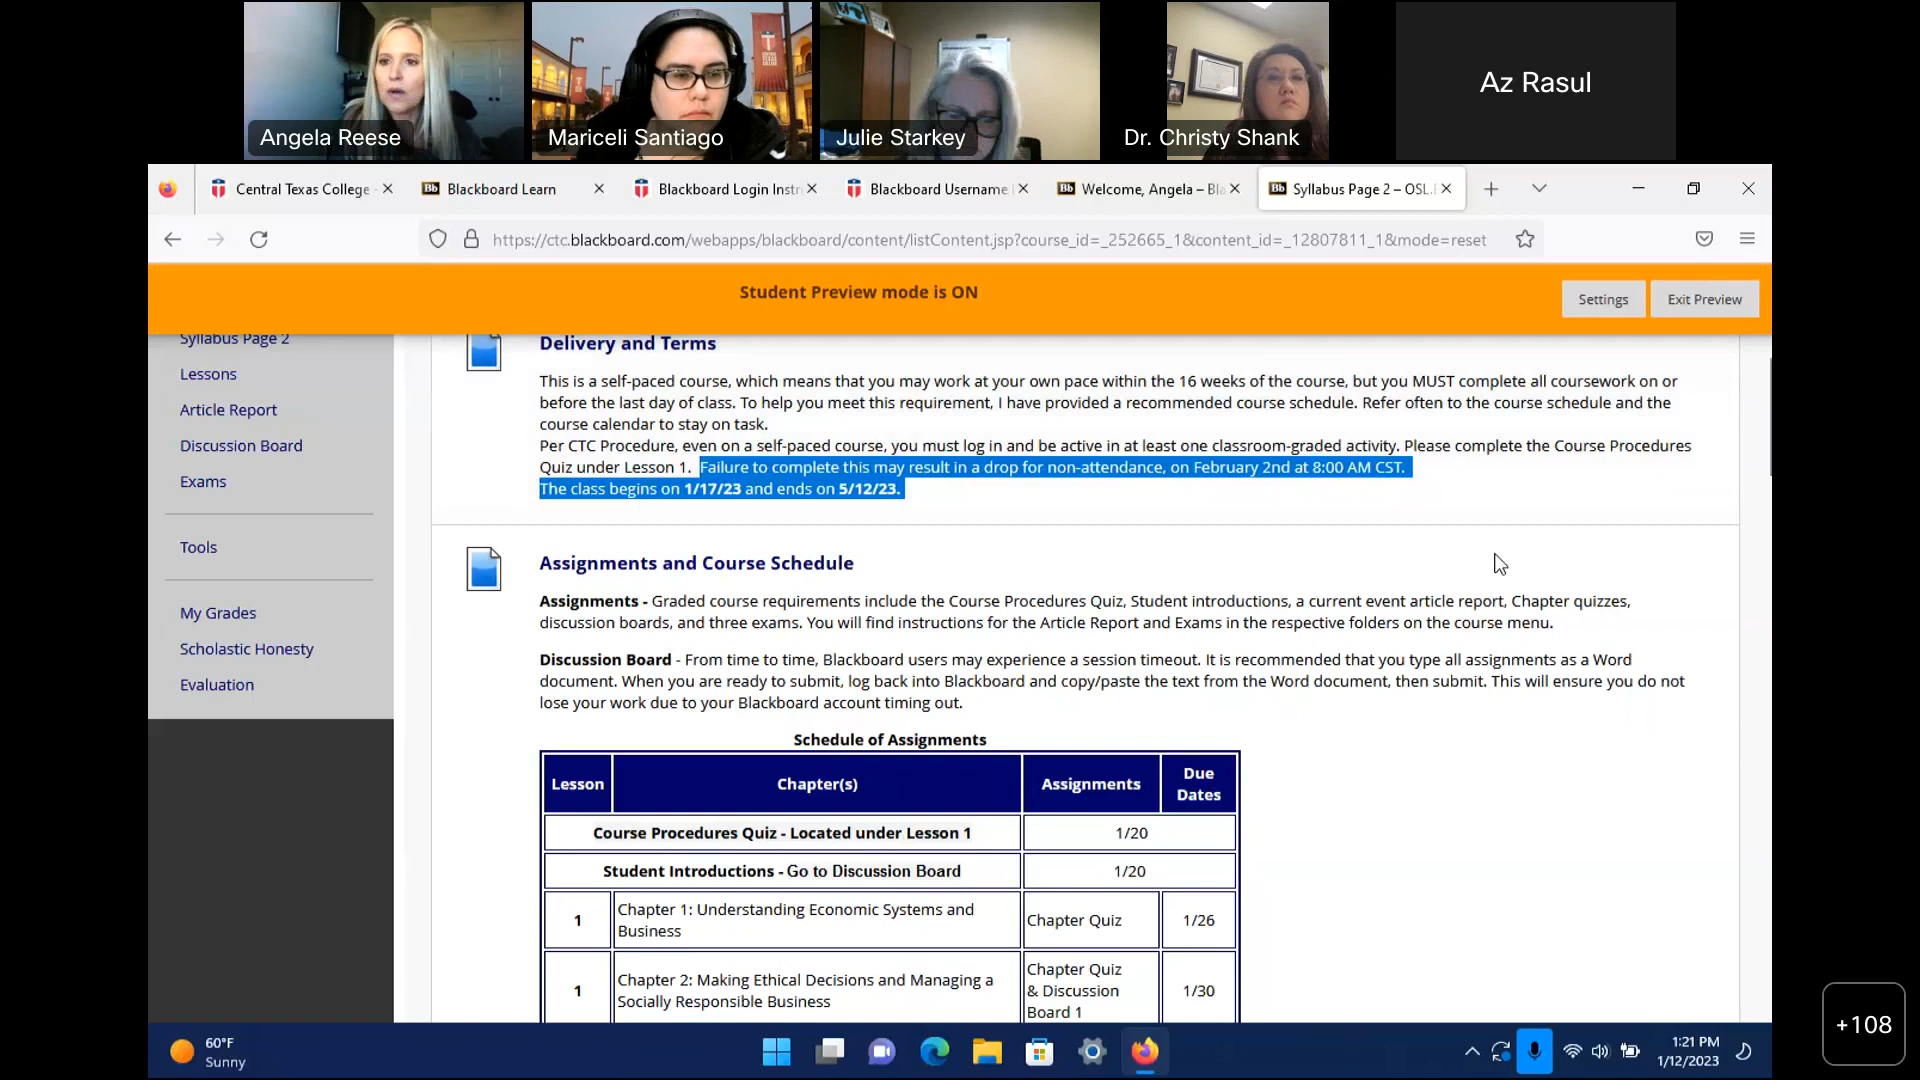 Angela Reese
Mariceli Santiago
Julie Starkey
Dr. Christy Shank
Az Rasul
Central Texas College -
Blackboard Learn
Blackboard Login Instr
Blackboard Username
Welcome, Angela – Bla
Syllabus Page 2 – OSL.
https://ctc.blackboard.com/webapps/blackboard/content/listContent.jsp?course_id=_252665_1&content_id=_12807811_1&mode=reset
Student Preview mode is ON
Settings
Exit Preview
Syllabus Page 2
Lessons
Article Report
Discussion Board
Exams
Tools
My Grades
Scholastic Honesty
Evaluation
Delivery and Terms
This is a self-paced course, which means that you may work at your own pace within the 16 weeks of the course, but you MUST complete all coursework on or
before the last day of class. To help you meet this requirement, I have provided a recommended course schedule. Refer often to the course schedule and the
course calendar to stay on task.
Per CTC Procedure, even on a self-paced course, you must log in and be active in at least one classroom-graded activity. Please complete the Course Procedures
Quiz under Lesson 1. Failure to complete this may result in a drop for non-attendance, on February 2nd at 8:00 AM CST.
The class begins on 1/17/23 and ends on 5/12/23.
Assignments and Course Schedule
Assignments - Graded course requirements include the Course Procedures Quiz, Student introductions, a current event article report, Chapter quizzes,
discussion boards, and three exams. You will find instructions for the Article Report and Exams in the respective folders on the course menu.
Discussion Board - From time to time, Blackboard users may experience a session timeout. It is recommended that you type all assignments as a Word
document. When you are ready to submit, log back into Blackboard and copy/paste the text from the Word document, then submit. This will ensure you do not
lose your work due to your Blackboard account timing out.
Schedule of Assignments
Lesson
Chapter(s)
Assignments
Due
Dates
Course Procedures Quiz - Located under Lesson 1
1/20
Student Introductions - Go to Discussion Board
1/20
1
Chapter 1: Understanding Economic Systems and
Business
Chapter Quiz
1/26
1
Chapter 2: Making Ethical Decisions and Managing a
Socially Responsible Business
Chapter Quiz
& Discussion
Board 1
1/30
+108
60°F
Sunny
1:21 PM
1/12/2023